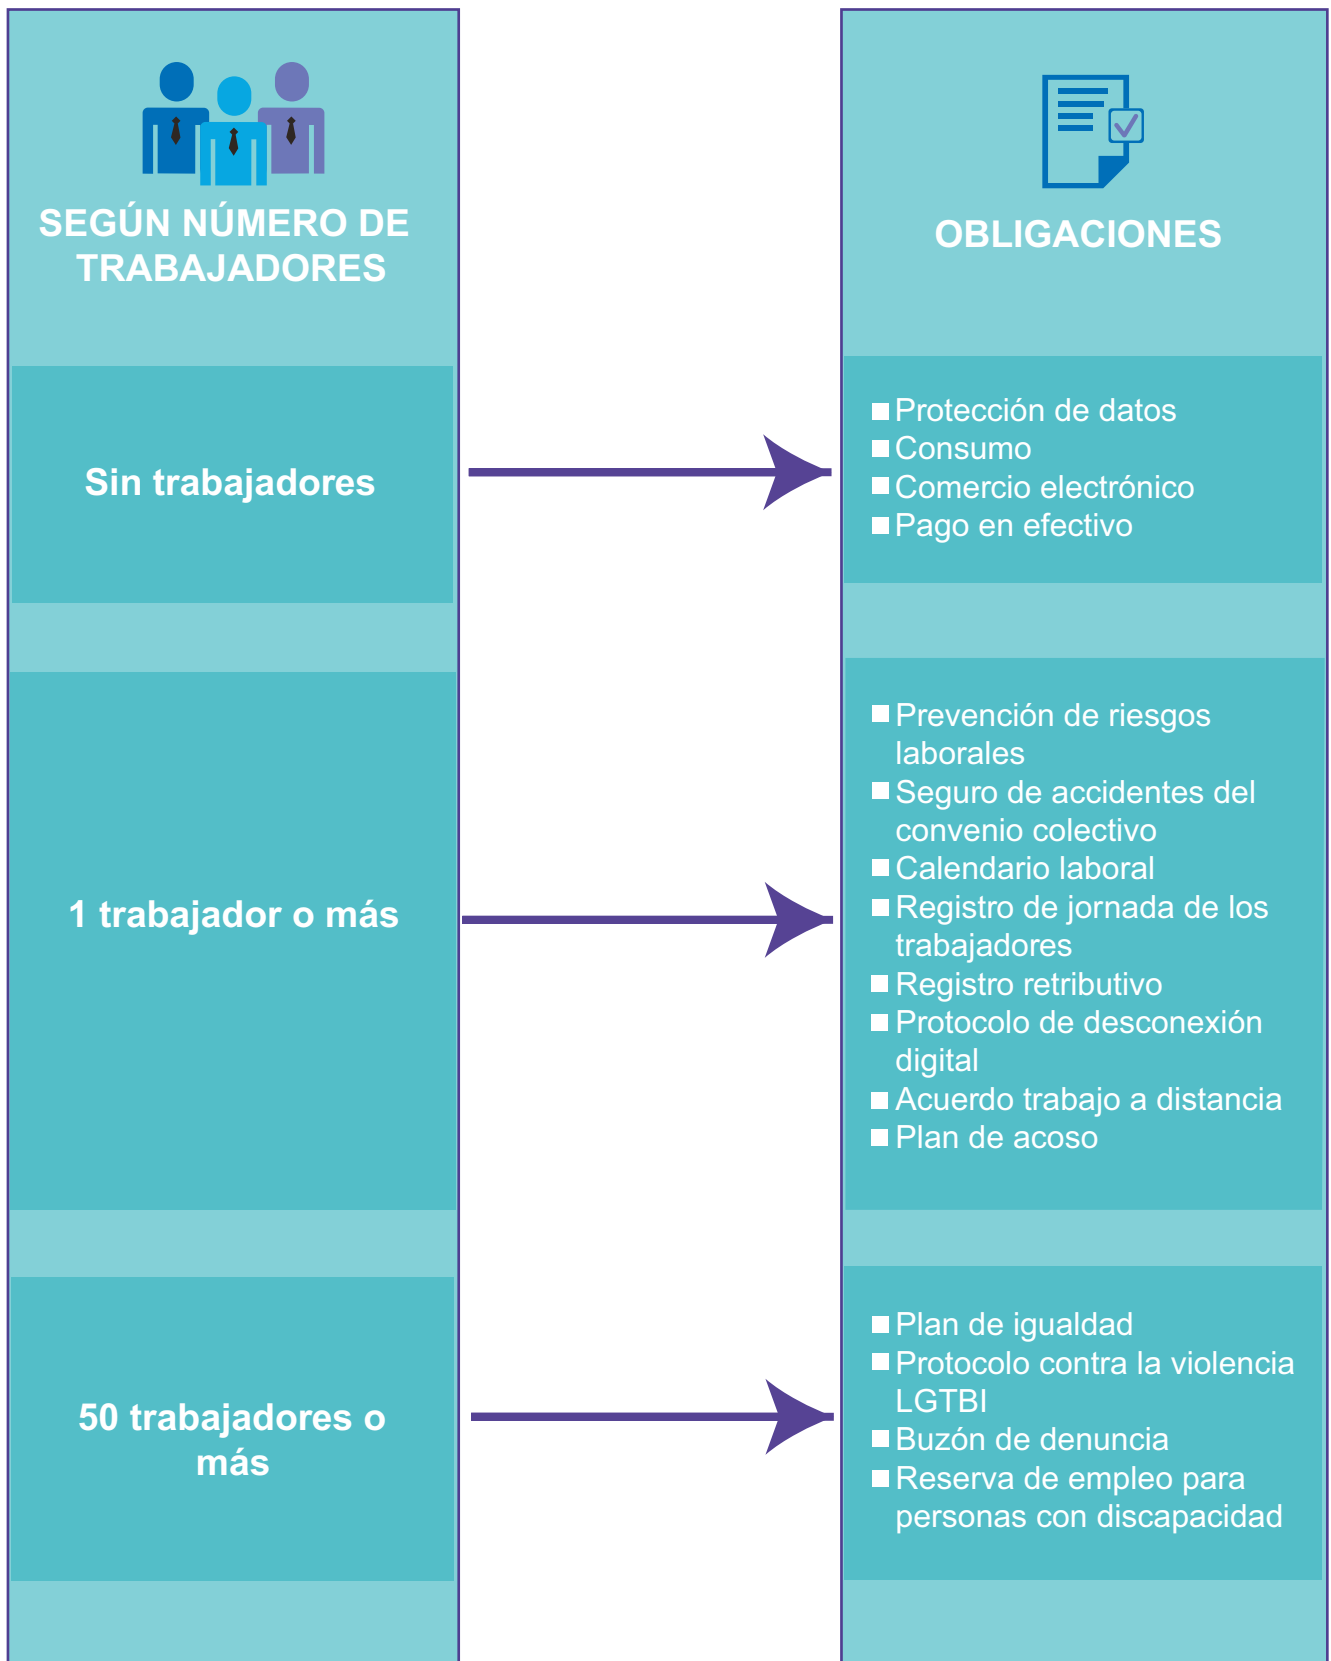 SEGÚN NÚMERO DE
TRABAJADORES
OBLIGACIONES
Sin trabajadores
Protección de datos
Consumo
Comercio electrónico
Pago en efectivo
1 trabajador o más
Prevención de riesgos
laborales
Seguro de accidentes del
convenio colectivo
Calendario laboral
Registro de jornada de los
trabajadores
Registro retributivo
Protocolo de desconexión
digital
Acuerdo trabajo a distancia
Plan de acoso
50 trabajadores o
más
Plan de igualdad
Protocolo contra la violencia
LGTBI
Buzón de denuncia
Reserva de empleo para
personas con discapacidad